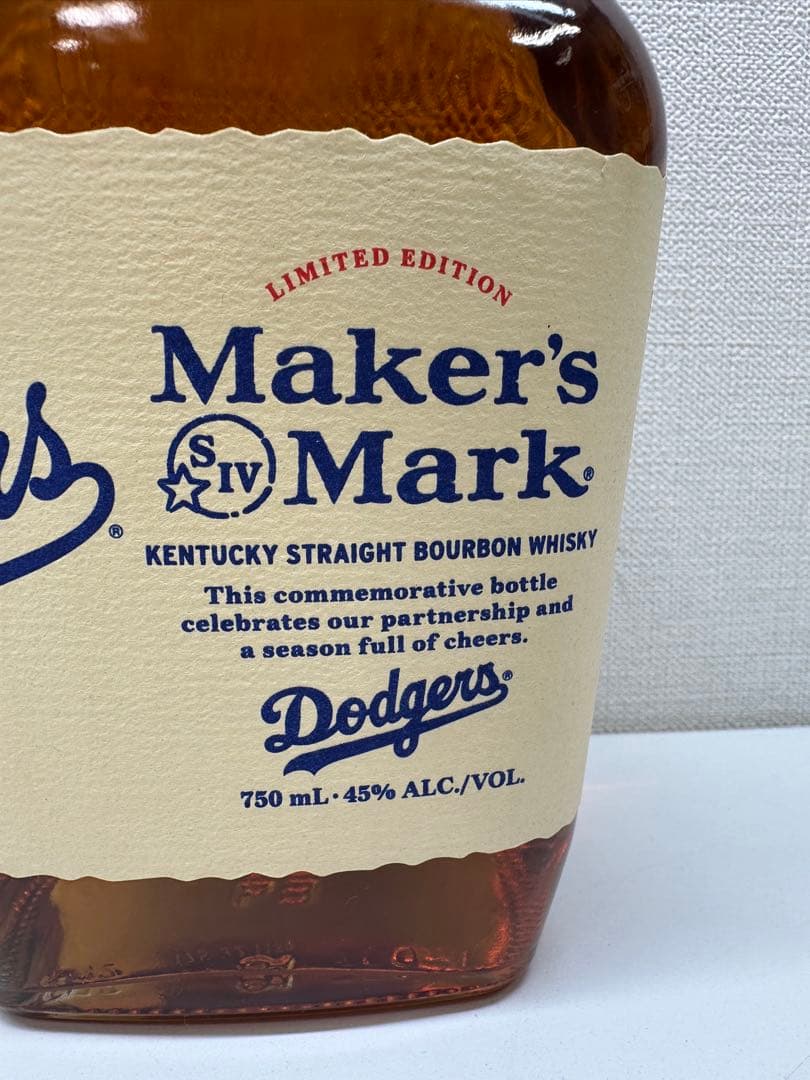 LIMITED EDITION
Maker's
S IV Mark®
KENTUCKY STRAIGHT BOURBON WHISKY
This commemorative bottle
celebrates our partnership and
a season full of cheers.
Dodgers®
750 mL · 45% ALC./VOL.
rs®